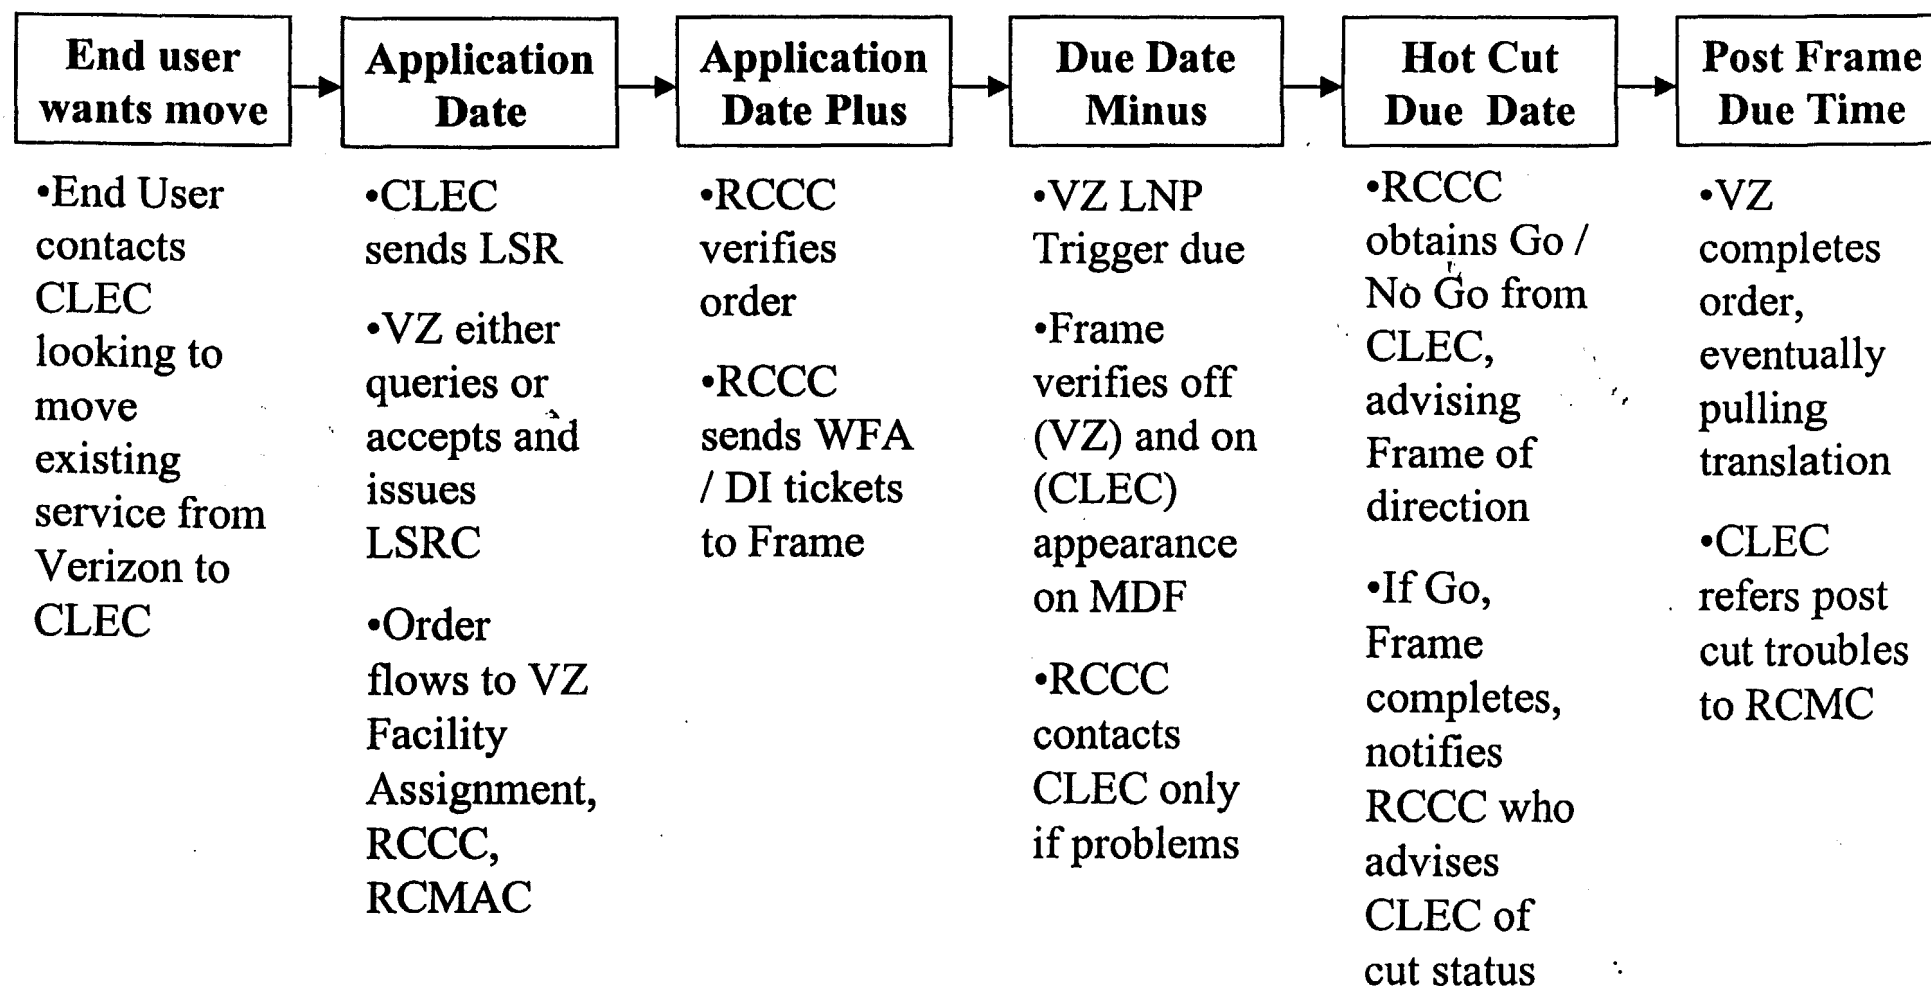 End user
wants move
Application
Date
Application
Date Plus
Due Date
Minus
Hot Cut
Due Date
Post Frame
Due Time
•End User
contacts
CLEC
looking to
move
existing
service from
Verizon to
CLEC
•CLEC
sends LSR
•VZ either
queries or
accepts and
issues
LSRC
•Order
flows to VZ
Facility
Assignment,
RCCC,
RCMAC
•RCCC
verifies
order
•RCCC
sends WFA
/ DI tickets
to Frame
•VZ LNP
Trigger due
•Frame
verifies off
(VZ) and on
(CLEC)
appearance
on MDF
•RCCC
contacts
CLEC only
if problems
•RCCC
obtains Go /
No Go from
CLEC,
advising
Frame of
direction
•If Go,
Frame
completes,
notifies
RCCC who
advises
CLEC of
cut status
•VZ
completes
order,
eventually
pulling
translation
•CLEC
refers post
cut troubles
to RCMC